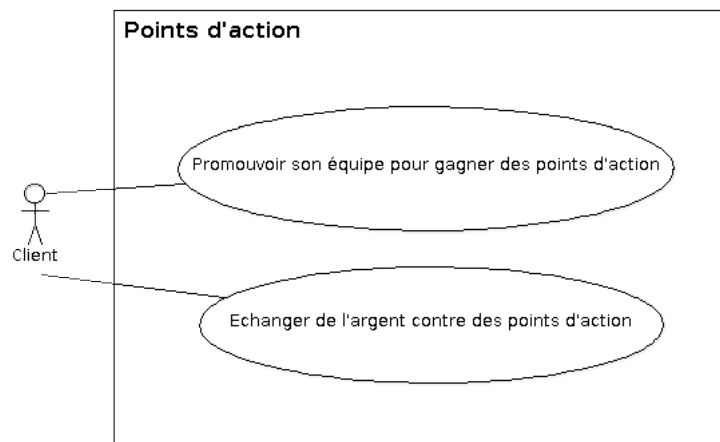 Points d'action
Promouvoir son équipe pour gagner des points d'action
Client
Echanger de l'argent contre des points d'action